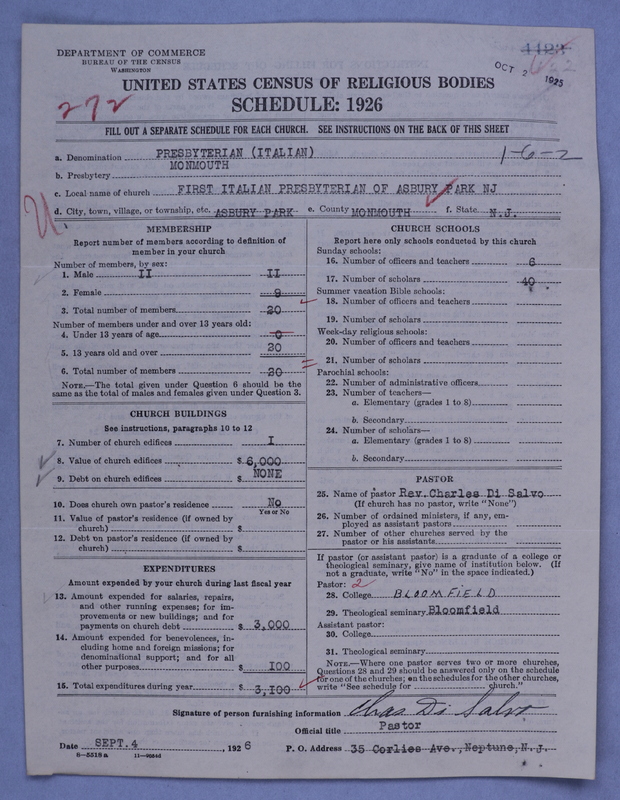 DEPARTMENT OF COMMERCE
BUREAU OF THE CENSUS
WASHINGTON
OCT 2 1925
UNITED STATES CENSUS OF RELIGIOUS BODIES
272
SCHEDULE: 1926
FILL OUT A SEPARATE SCHEDULE FOR EACH CHURCH. SEE INSTRUCTIONS ON THE BACK OF THIS SHEET
a. Denomination PRESBYTERIAN (ITALIAN) 1-6-2
b. Presbytery MONMOUTH
c. Local name of church FIRST ITALIAN PRESBYTERIAN OF ASBURY PARK NJ
d. City, town, village, or township, etc. ASBURY PARK e. County MONMOUTH f. State N.J.
MEMBERSHIP
Report number of members according to definition of
member in your church
Number of members, by sex:
1. Male II II
2. Female 9
3. Total number of members 20
Number of members under and over 13 years old:
4. Under 13 years of age 0
5. 13 years old and over 20
6. Total number of members 20
NOTE.—The total given under Question 6 should be
same as the total of males and females given under Question 3.
CHURCH BUILDINGS
See instructions, paragraphs 10 to 12
7. Number of church edifices I
8. Value of church edifices $ 6,000
9. Debt on church edifices $ NONE
10. Does church own pastor's residence No
Yes or No
11. Value of pastor's residence (if owned by
church) $
12. Debt on pastor's residence (if owned by
church) $
EXPENDITURES
Amount expended by your church during last fiscal year
13. Amount expended for salaries, repairs,
and other running expenses; for im-
provements or new buildings; and for
payments on church debt $ 3,000
14. Amount expended for benevolences, in-
cluding home and foreign missions; for
denominational support; and for all
other purposes $ I00
15. Total expenditures during year $ 3,I00
CHURCH SCHOOLS
Report here only schools conducted by this church
Sunday schools:
16. Number of officers and teachers 6
17. Number of scholars 40
Summer vacation Bible schools:
18. Number of officers and teachers
19. Number of scholars
Week-day religious schools:
20. Number of officers and teachers
21. Number of scholars
Parochial schools:
22. Number of administrative officers
23. Number of teachers—
a. Elementary (grades 1 to 8)
b. Secondary
24. Number of scholars—
a. Elementary (grades 1 to 8)
b. Secondary
PASTOR
25. Name of pastor Rev. Charles Di Salvo
(If church has no pastor, write "None")
26. Number of ordained ministers, if any, em-
ployed as assistant pastors
27. Number of other churches served by the
pastor or his assistants
If pastor (or assistant pastor) is a graduate of a college or
theological seminary, give name of institution below. (If
not a graduate, write "No" in the space indicated.)
Pastor: 2
28. College BLOOMFIELD
29. Theological seminary Bloomfield
Assistant pastor:
30. College
31. Theological seminary
NOTE.—Where one pastor serves two or more churches,
Questions 28 and 29 should be answered only on the schedule
for one of the churches; on the schedules for the other churches,
write "See schedule for church."
Signature of person furnishing information Chas Di Salvo
Official title Pastor
Date SEPT. 4, 1926 P. O. Address 35 Corlies Ave., Neptune, N. J.
6-5518a